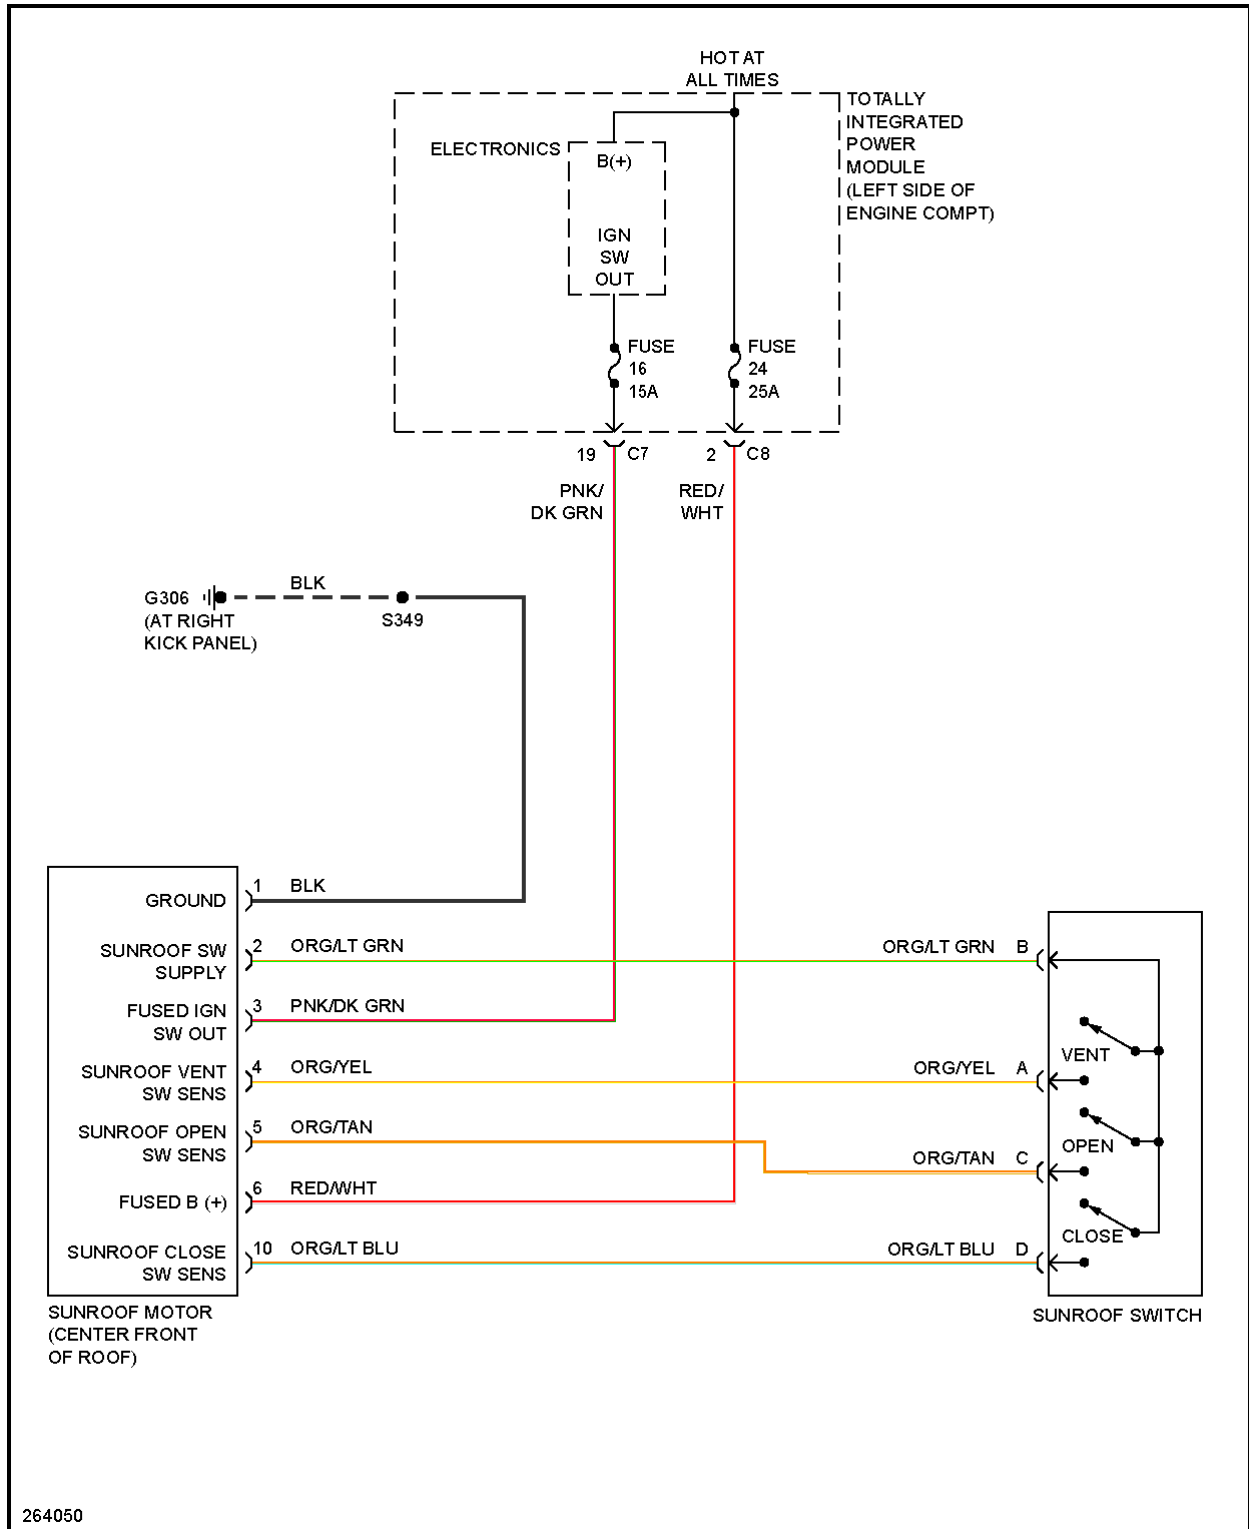 HOT AT
ALL TIMES
TOTALLY
INTEGRATED
POWER
MODULE
(LEFT SIDE OF
ENGINE COMPT)
ELECTRONICS
B(+)
IGN
SW
OUT
FUSE
16
15A
FUSE
24
25A
19 C7
2 C8
PNK/
DK GRN
RED/
WHT
BLK
G306
(AT RIGHT
KICK PANEL)
S349
GROUND
1 BLK
SUNROOF SW
SUPPLY
2 ORG/LT GRN
ORG/LT GRN B
FUSED IGN
SW OUT
3 PNK/DK GRN
VENT
SUNROOF VENT
SW SENS
4 ORG/YEL
ORG/YEL A
SUNROOF OPEN
SW SENS
5 ORG/TAN
OPEN
ORG/TAN C
FUSED B (+)
6 RED/WHT
CLOSE
SUNROOF CLOSE
SW SENS
10 ORG/LT BLU
ORG/LT BLU D
SUNROOF MOTOR
(CENTER FRONT
OF ROOF)
SUNROOF SWITCH
264050